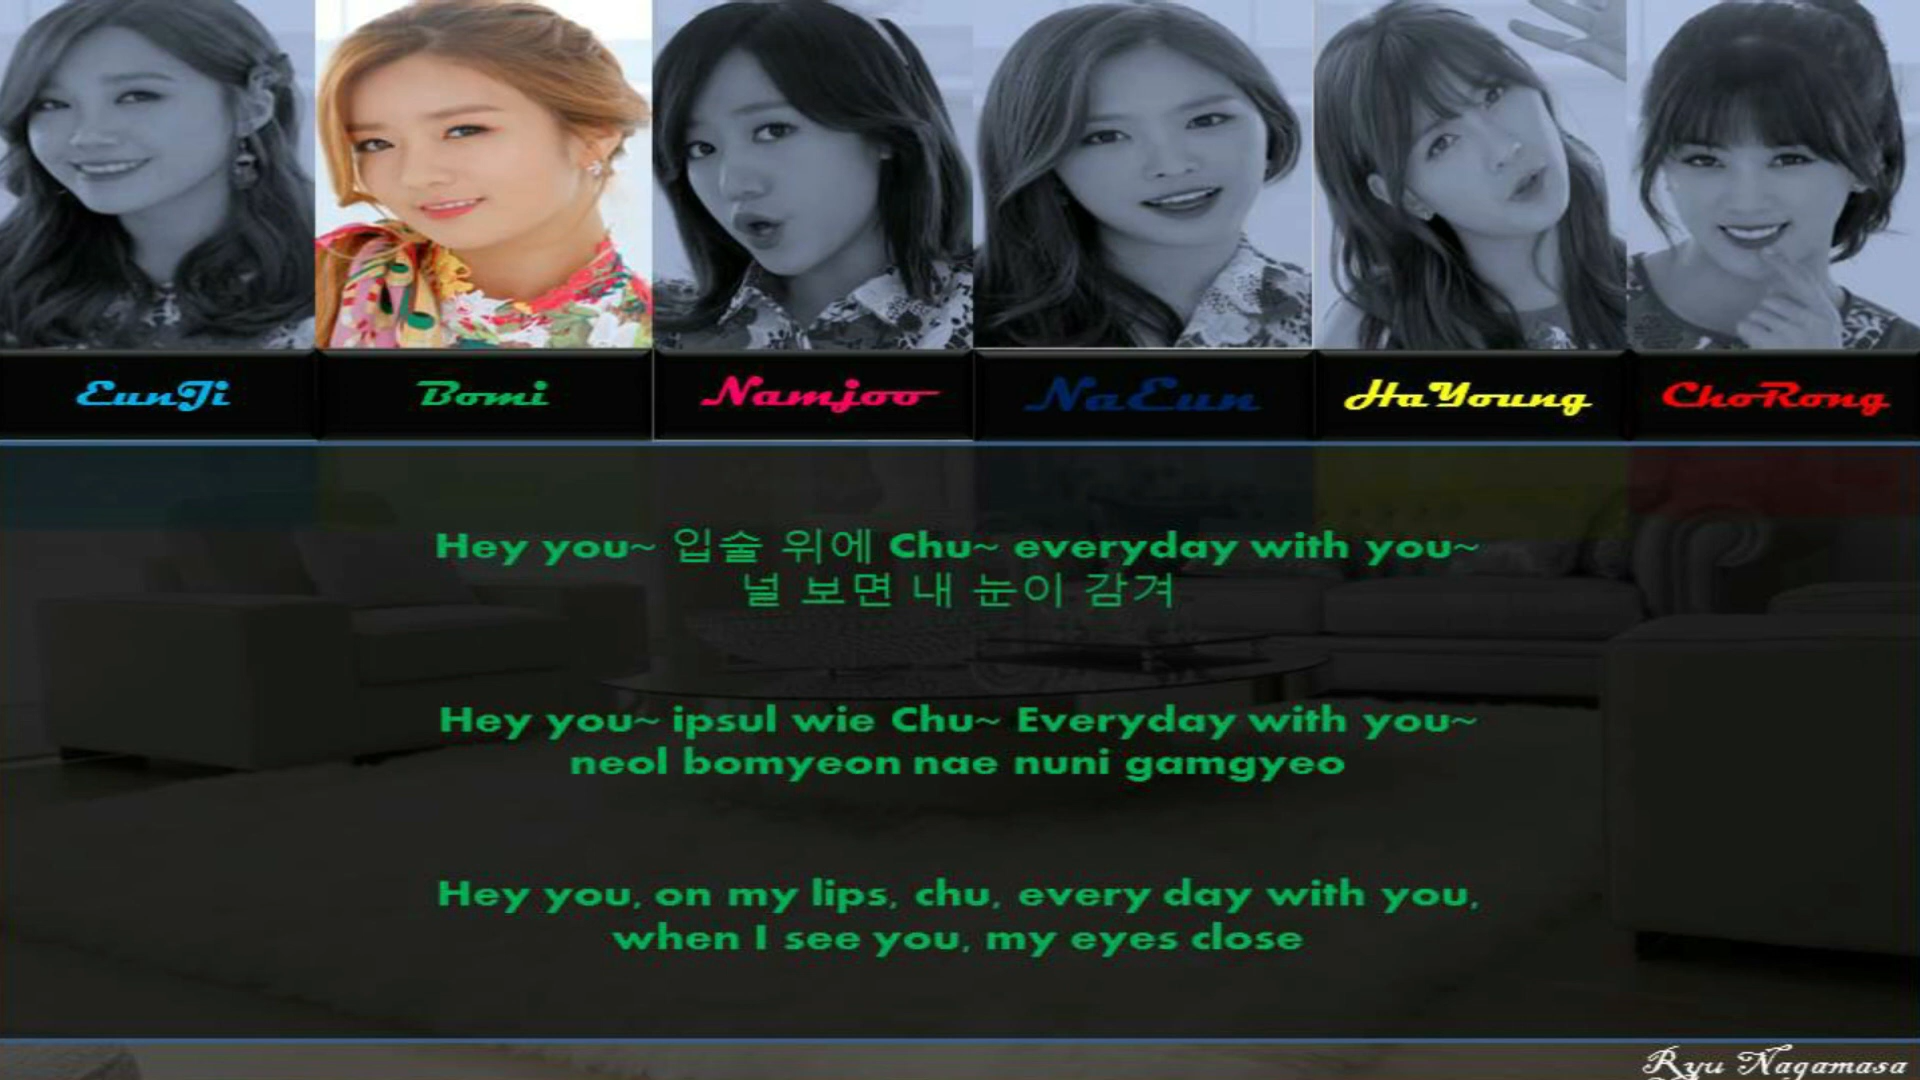 EunJi
Bomi
Namjoo
NaEun
HaYoung
ChoRong
Hey you~ 입술 위에 Chu~ everyday with you~
널 보면 내 눈이 감겨
Hey you~ ipsul wie Chu~ Everyday with you~
neol bomyeon nae nuni gamgyeo
Hey you, on my lips, chu, every day with you,
when I see you, my eyes close
Ryu Nagamasa